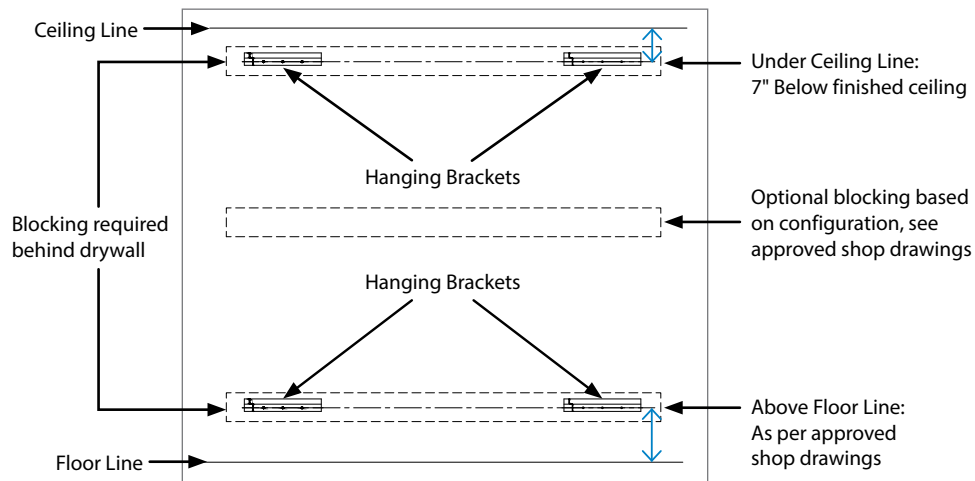 Ceiling Line
Under Ceiling Line:
7" Below finished ceiling
Hanging Brackets
Blocking required
behind drywall
Optional blocking based
on configuration, see
approved shop drawings
Hanging Brackets
Above Floor Line:
As per approved
shop drawings
Floor Line